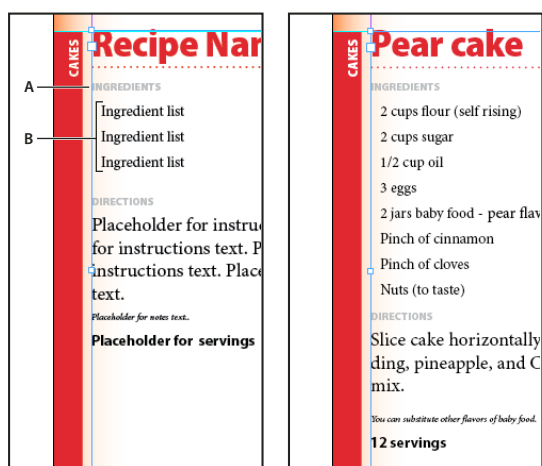 CAKES
Recipe Nar
A
INGREDIENTS
B
Ingredient list
Ingredient list
Ingredient list
DIRECTIONS
Placeholder for instruc
for instructions text. P
instructions text. Place
text.
Placeholder for notes text..
Placeholder for servings
CAKES
Pear cake
INGREDIENTS
2 cups flour (self rising)
2 cups sugar
1/2 cup oil
3 eggs
2 jars baby food - pear flav
Pinch of cinnamon
Pinch of cloves
Nuts (to taste)
DIRECTIONS
Slice cake horizontally
ding, pineapple, and C
mix.
You can substitute other flavors of baby food.
12 servings